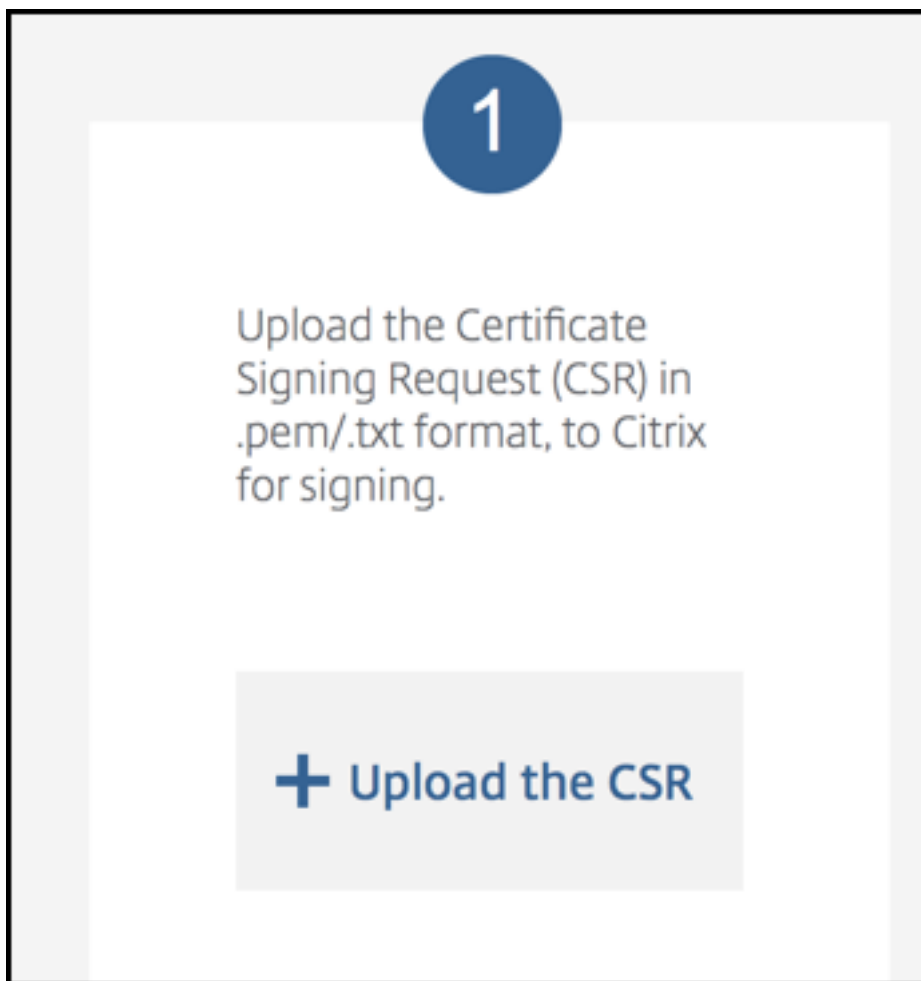 1
Upload the Certificate
Signing Request (CSR) in
.pem/.txt format, to Citrix
for signing.
+ Upload the CSR